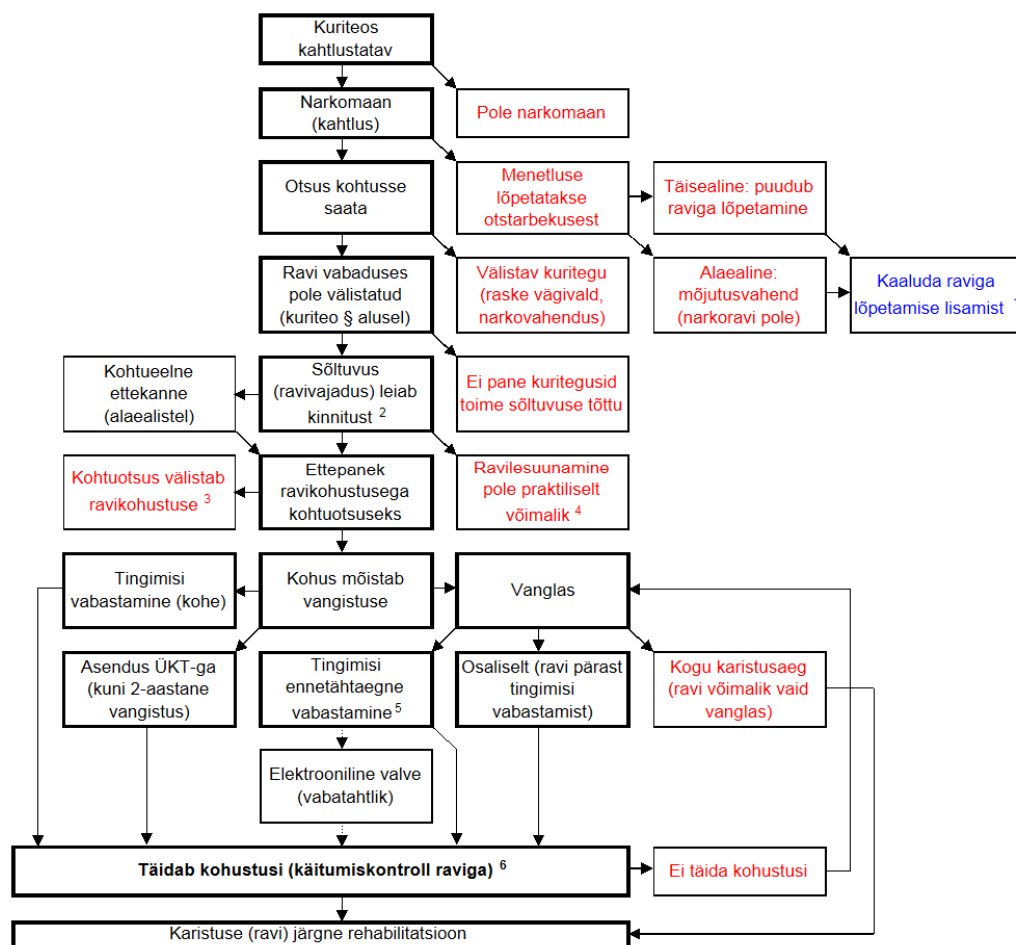 Kuriteos
kahtlustatav
Narkomaan
(kahtlus)
Pole narkomaan
Otsus kohtusse
saata
Menetluse
lõpetatakse
otstarbekusest
Täisealine: puudub
raviga lõpetamine
Ravi vabaduses
pole välistatud
(kuriteo § alusel)
Välistav kuritegu
(raske vägivald,
narkovahendus)
Alaealine:
mõjutusvahend
(narkoravi pole)
Kaaluda raviga
lõpetamise lisamist
Kohtueelne
ettekanne
(alaealistel)
Sõltuvus
(ravivajadus) leiab
kinnitust 2
Ei pane kuritegusid
toime sõltuvuse tõttu
Kohtuotsus välistab
ravikohustuse 3
Ettepanek
ravikohustusega
kohtuotsuseks
Ravilesuunamine
pole praktiliselt
võimalik 4
Tingimisi
vabastamine (kohe)
Kohus mõistab
vangistuse
Vanglas
Asendus ÜKT-ga
(kuni 2-aastane
vangistus)
Tingimisi
ennetähtaegne
vabastamine 5
Osaliselt (ravi pärast
tingimisi
vabastamist)
Kogu karistusaeg
(ravi võimalik vaid
vanglas)
Elektrooniline valve
(vabatahtlik)
Täidab kohustusi (käitumiskontroll raviga) 6
Ei täida kohustusi
Karistuse (ravi) järgne rehabilitatsioon